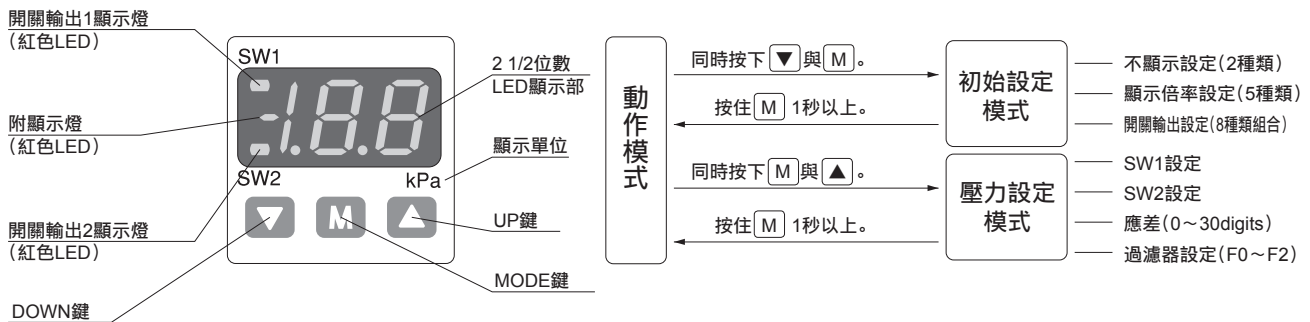 開關輸出1顯示燈
(紅色LED)
附顯示燈
(紅色LED)
開關輸出2顯示燈
(紅色LED)
DOWN鍵
SW1
-1.8.8
SW2
kPa
M
2 1/2位數
LED顯示部
顯示單位
UP鍵
MODE鍵
動作模式
同時按下▼與M。
按住M 1秒以上。
同時按下M與▲。
按住M 1秒以上。
初始設定
模式
不顯示設定(2種類)
顯示倍率設定(5種類)
開關輸出設定(8種類組合)
壓力設定
模式
SW1設定
SW2設定
應差(0～30digits)
過濾器設定(F0～F2)